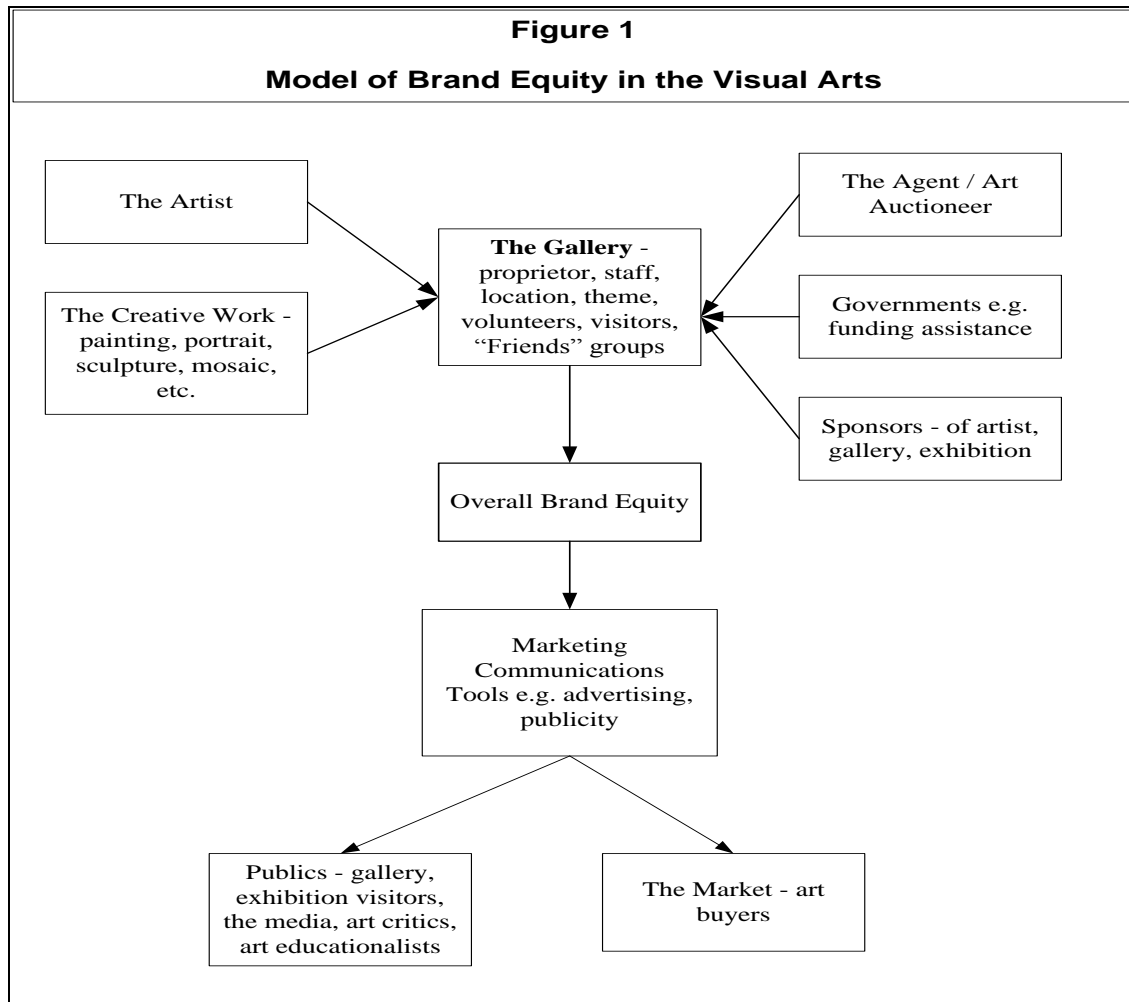 Figure 1
Model of Brand Equity in the Visual Arts
The Artist
The Creative Work -
painting, portrait,
sculpture, mosaic,
etc.
The Gallery -
proprietor, staff,
location, theme,
volunteers, visitors,
“Friends” groups
The Agent / Art
Auctioneer
Governments e.g.
funding assistance
Sponsors - of artist,
gallery, exhibition
Overall Brand Equity
Marketing
Communications
Tools e.g. advertising,
publicity
Publics - gallery,
exhibition visitors,
the media, art critics,
art educationalists
The Market - art
buyers